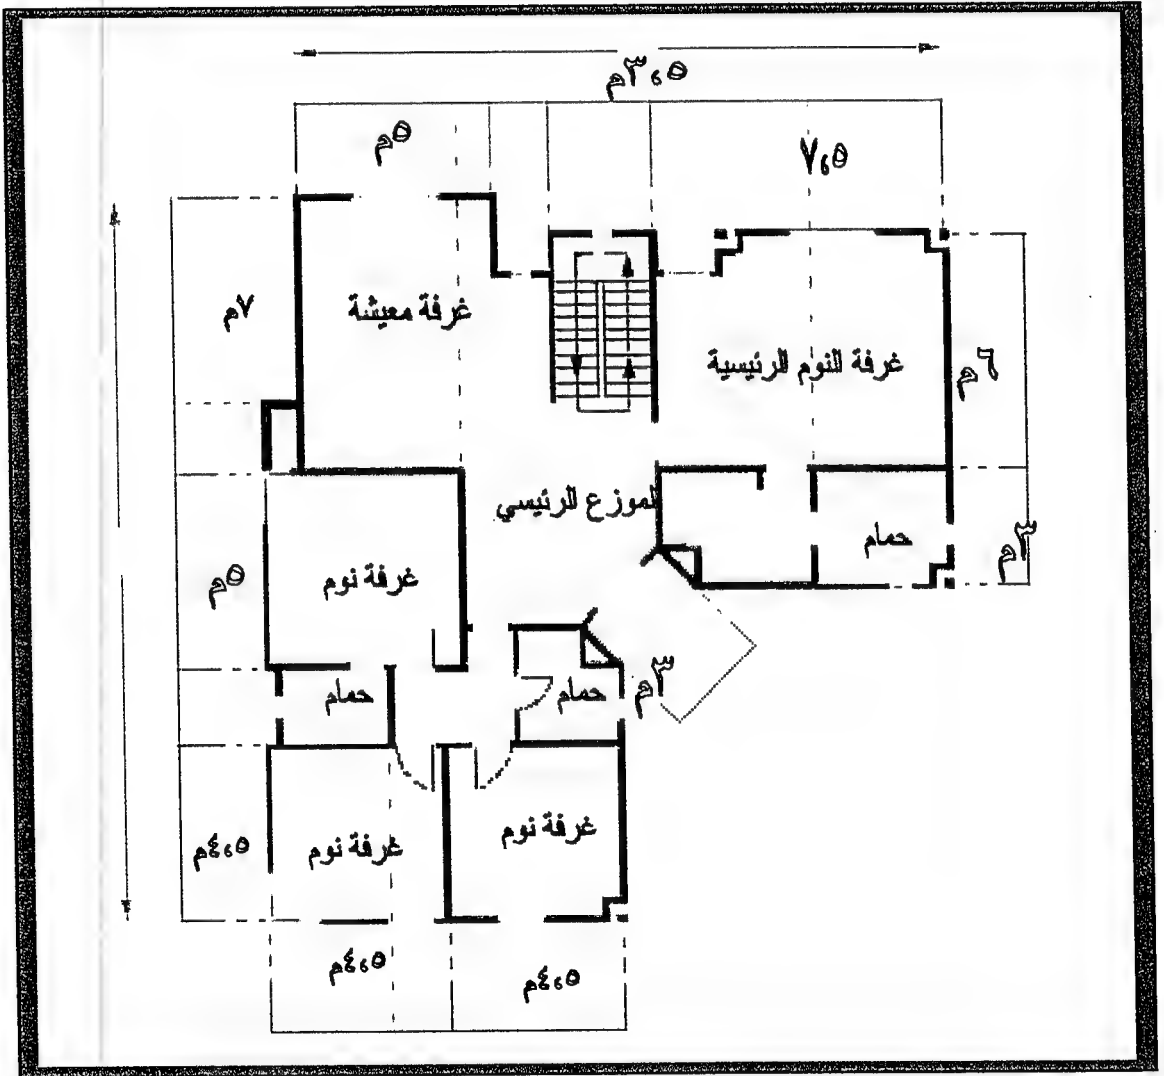 ٣،٥م
٥م
٧،٥
٧م
غرفة معيشة
غرفة النوم الرئيسية
٦م
الموزع الرئيسي
حمام
٣م
٥م
غرفة نوم
حمام
حمام
٣م
٤،٥م
غرفة نوم
غرفة نوم
٤،٥م
٤،٥م